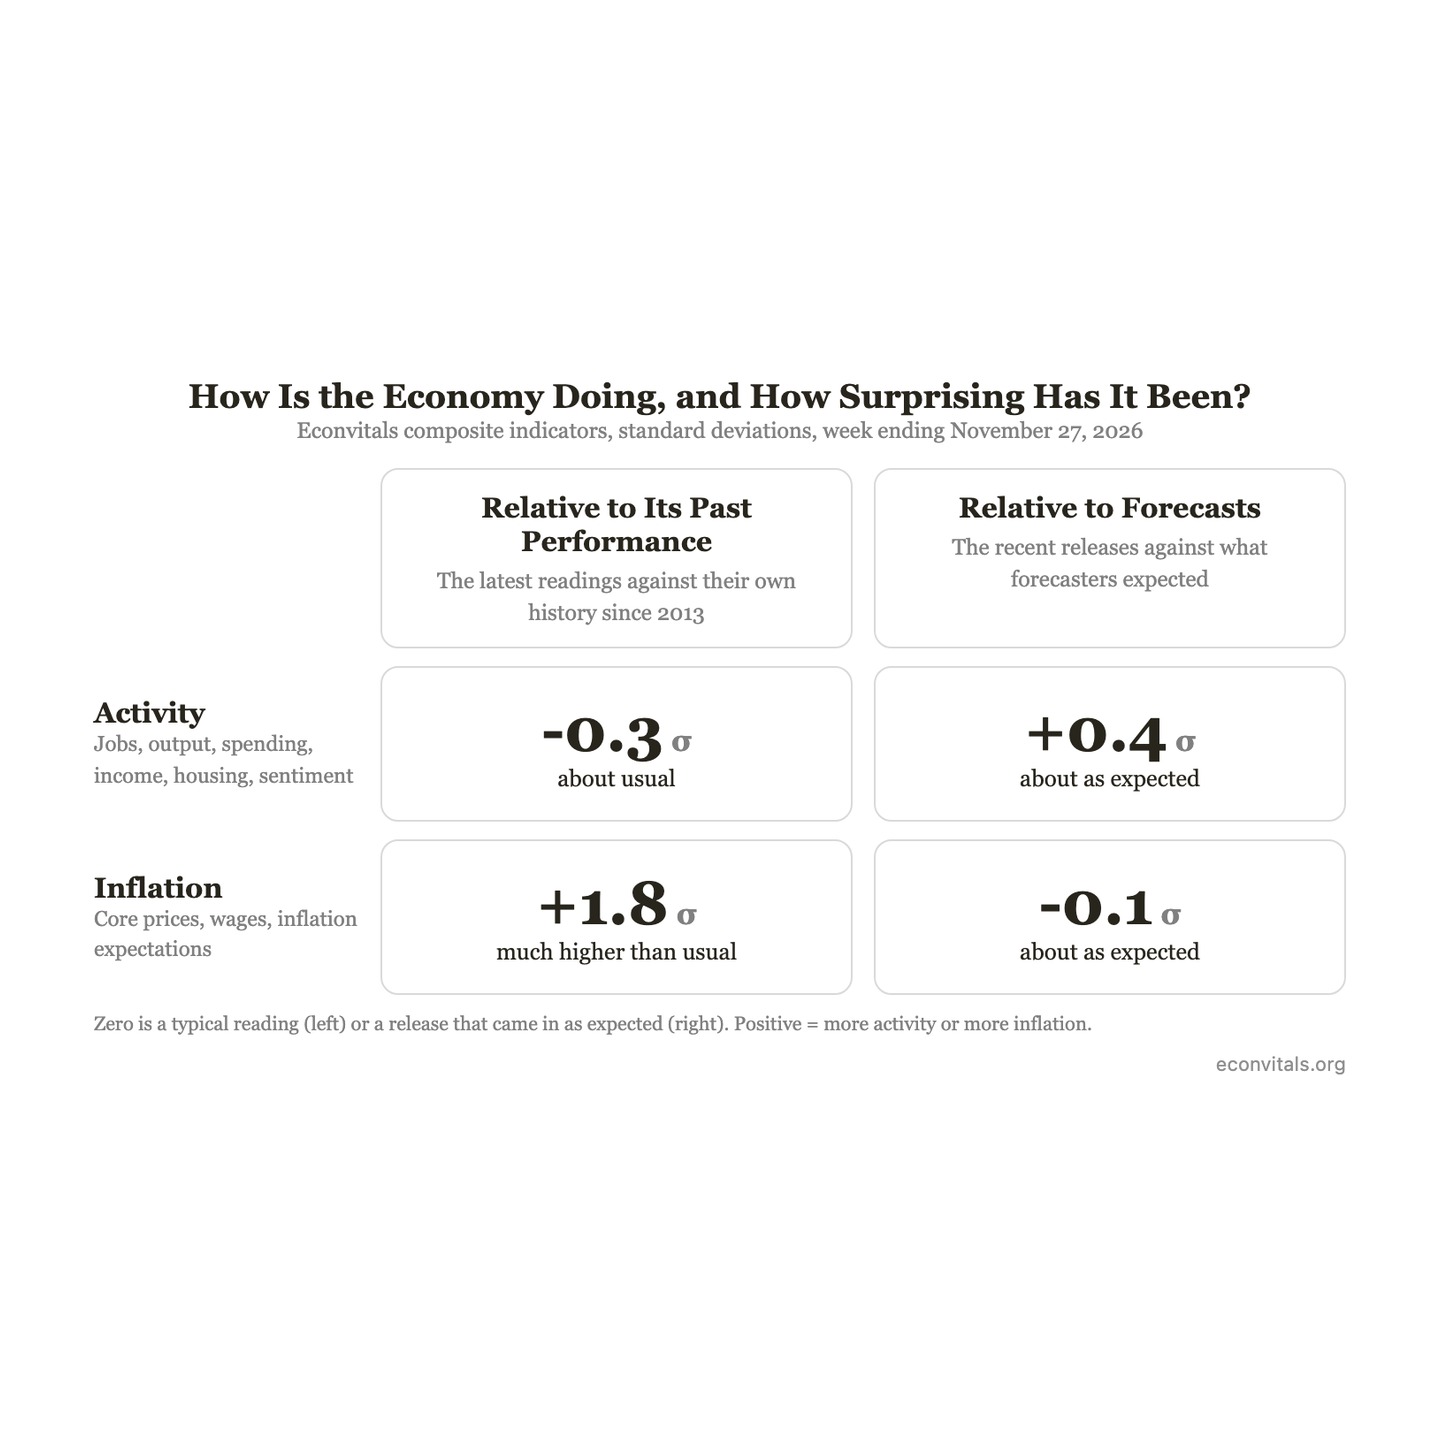 How Is the Economy Doing, and How Surprising Has It Been?
Econvitals composite indicators, standard deviations, week ending November 27, 2026
Relative to Its Past
Performance
The latest readings against their own
history since 2013
Relative to Forecasts
The recent releases against what
forecasters expected
Activity
Jobs, output, spending,
income, housing, sentiment
-0.3 σ
about usual
+0.4 σ
about as expected
Inflation
Core prices, wages, inflation
expectations
+1.8 σ
much higher than usual
-0.1 σ
about as expected
Zero is a typical reading (left) or a release that came in as expected (right). Positive = more activity or more inflation.
econvitals.org